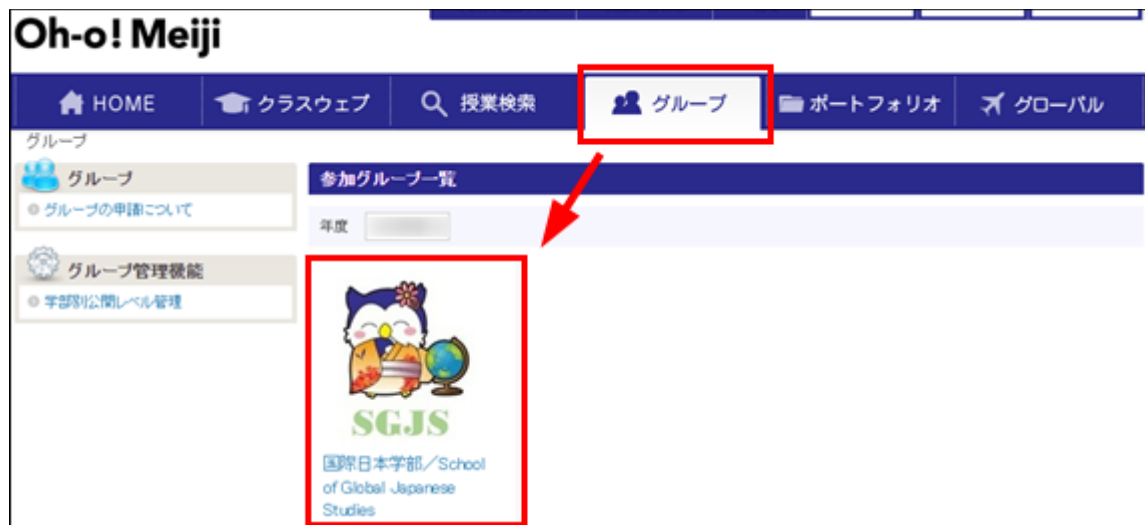 Oh-o! Meiji
HOME
クラスウェブ
授業検索
グループ
ポートフォリオ
グローバル
グループ
グループ
グループの申請について
グループ管理機能
学部別公開レベル管理
参加グループ一覧
年度
SGJS
国際日本学部／School
of Global Japanese
Studies